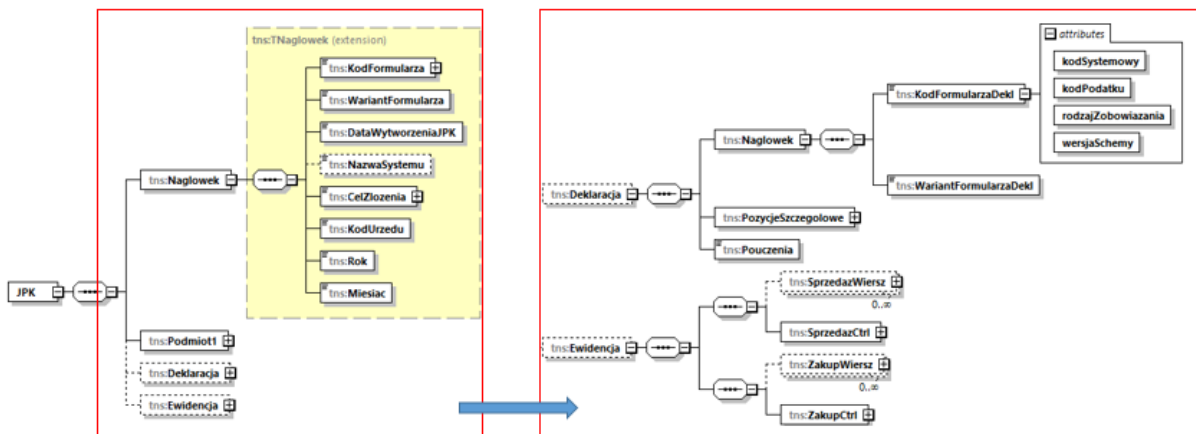 tns:TNaglowek (extension)
tns:KodFormularza
tns:WariantFormularza
tns:DataWytworzeniaJPK
tns:NazwaSystemu
tns:CelZlozenia
tns:KodUrzedu
tns:Rok
tns:Miesiac
tns:Naglowek
JPK
tns:Podmiot1
tns:Deklaracja
tns:Ewidencja
attributes
kodSystemowy
kodPodatku
rodzajZobowiazania
wersjaSchemy
tns:KodFormularzaDekl
tns:Naglowek
tns:WariantFormularzaDekl
tns:Deklaracja
tns:PozycjeSzczegolowe
tns:Pouczenia
tns:SprzedazWiersz
0..∞
tns:SprzedazCtrl
tns:Ewidencja
tns:ZakupWiersz
0..∞
tns:ZakupCtrl